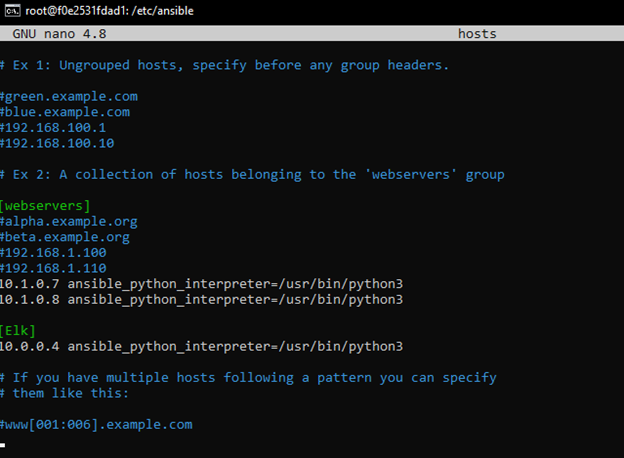 root@f0e2531fdad1: /etc/ansible
GNU nano 4.8 hosts
# Ex 1: Ungrouped hosts, specify before any group headers.
#green.example.com
#blue.example.com
#192.168.100.1
#192.168.100.10
# Ex 2: A collection of hosts belonging to the 'webservers' group
[webservers]
#alpha.example.org
#beta.example.org
#192.168.1.100
#192.168.1.110
10.1.0.7 ansible_python_interpreter=/usr/bin/python3
10.1.0.8 ansible_python_interpreter=/usr/bin/python3
[Elk]
10.0.0.4 ansible_python_interpreter=/usr/bin/python3
# If you have multiple hosts following a pattern you can specify
# them like this:
#www[001:006].example.com